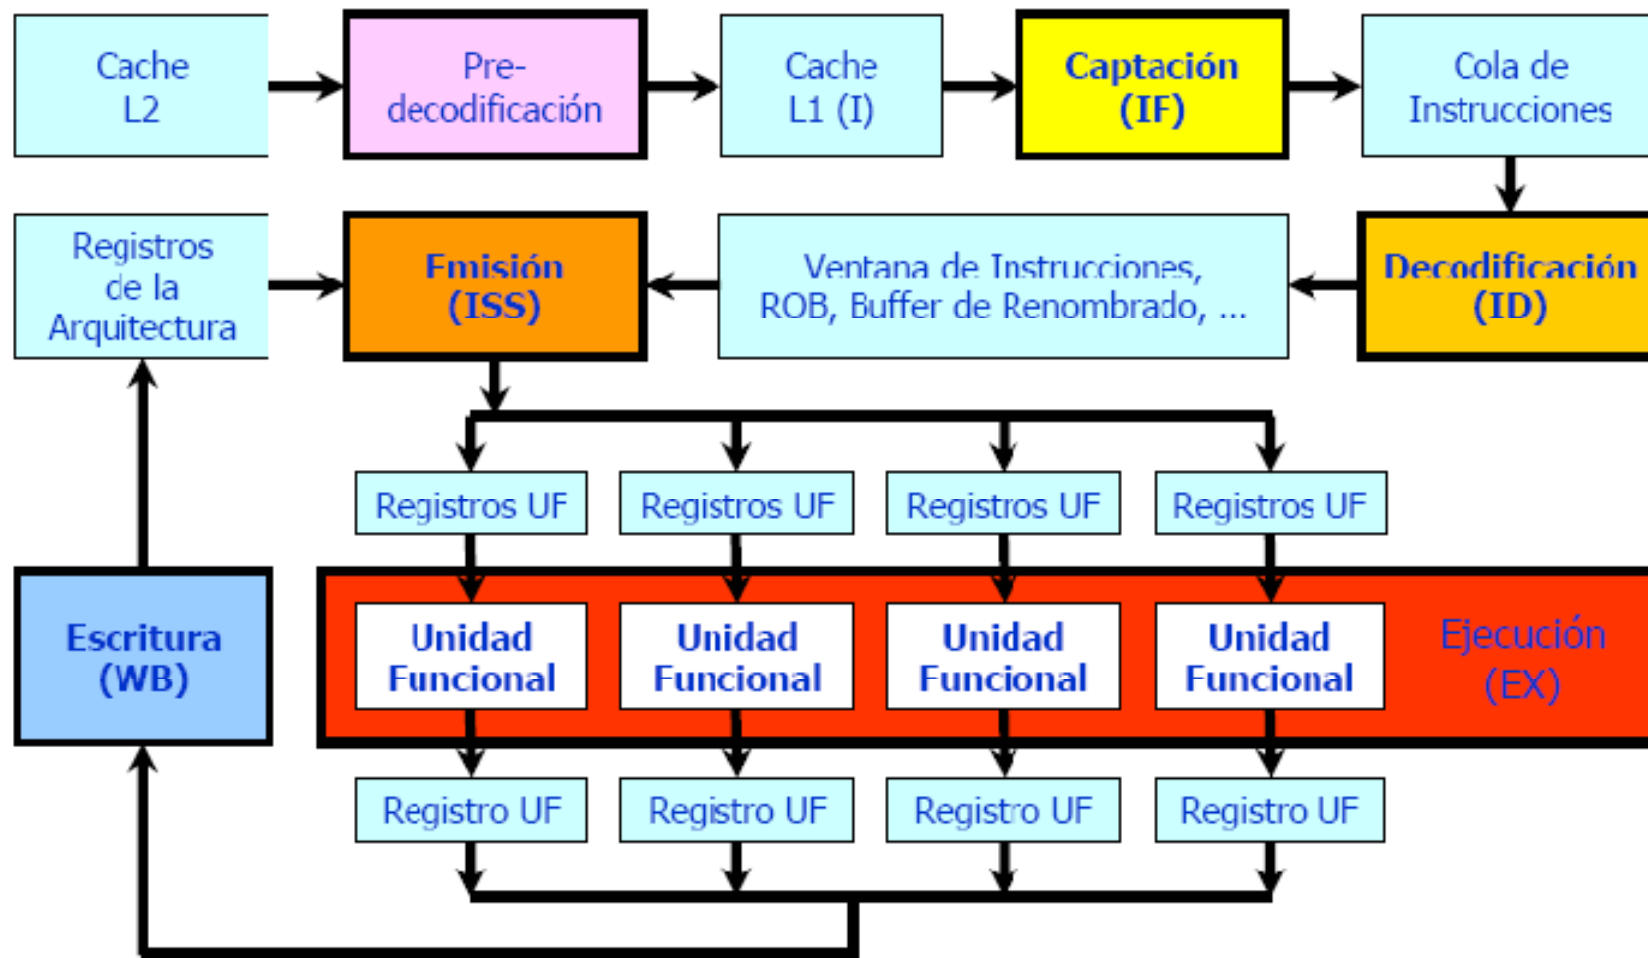 Cache
L2
Pre-
decodificación
Cache
L1 (I)
Captación
(IF)
Cola de
Instrucciones
Registros
de la
Arquitectura
Emisión
(ISS)
Ventana de Instrucciones,
ROB, Buffer de Renombrado, ...
Decodificación
(ID)
Registros UF
Registros UF
Registros UF
Registros UF
Escritura
(WB)
Unidad
Funcional
Unidad
Funcional
Unidad
Funcional
Unidad
Funcional
Ejecución
(EX)
Registro UF
Registro UF
Registro UF
Registro UF